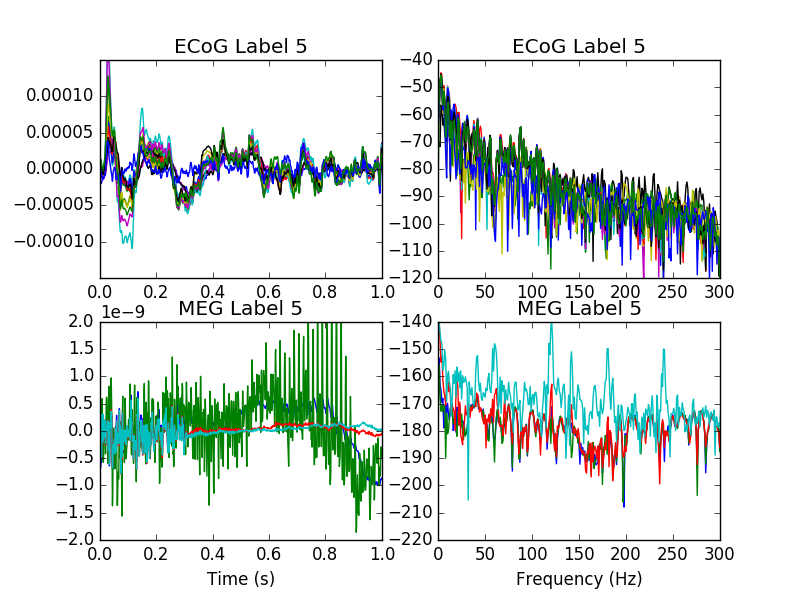 ECoG Label 5
ECoG Label 5
0.00010
0.00005
0.00000
−0.00005
−0.00010
0.0 0.2 0.4 0.6 0.8 1.0
−40
−50
−60
−70
−80
−90
−100
−110
−120
0 50 100 150 200 250 300
1e−9
MEG Label 5
MEG Label 5
2.0
1.5
1.0
0.5
0.0
−0.5
−1.0
−1.5
−2.0
0.0 0.2 0.4 0.6 0.8 1.0
Time (s)
−140
−150
−160
−170
−180
−190
−200
−210
−220
0 50 100 150 200 250 300
Frequency (Hz)